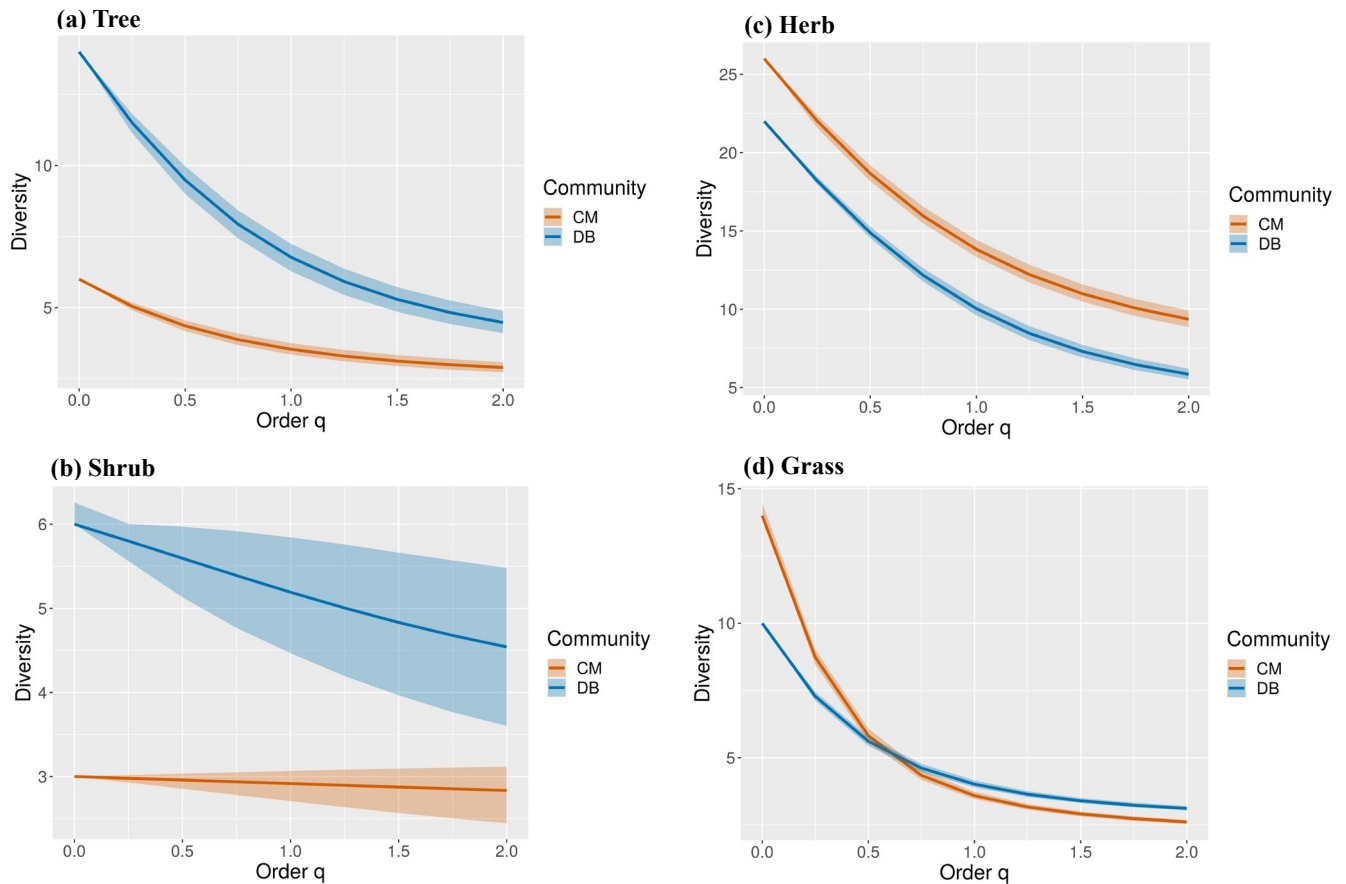 (a) Tree
Diversity
10
5
0.0 0.5 1.0 1.5 2.0
Order q
Community
CM
DB
(c) Herb
Diversity
25
20
15
10
5
0.0 0.5 1.0 1.5 2.0
Order q
Community
CM
DB
(b) Shrub
Diversity
6
5
4
3
0.0 0.5 1.0 1.5 2.0
Order q
Community
CM
DB
(d) Grass
Diversity
15
10
5
0.0 0.5 1.0 1.5 2.0
Order q
Community
CM
DB